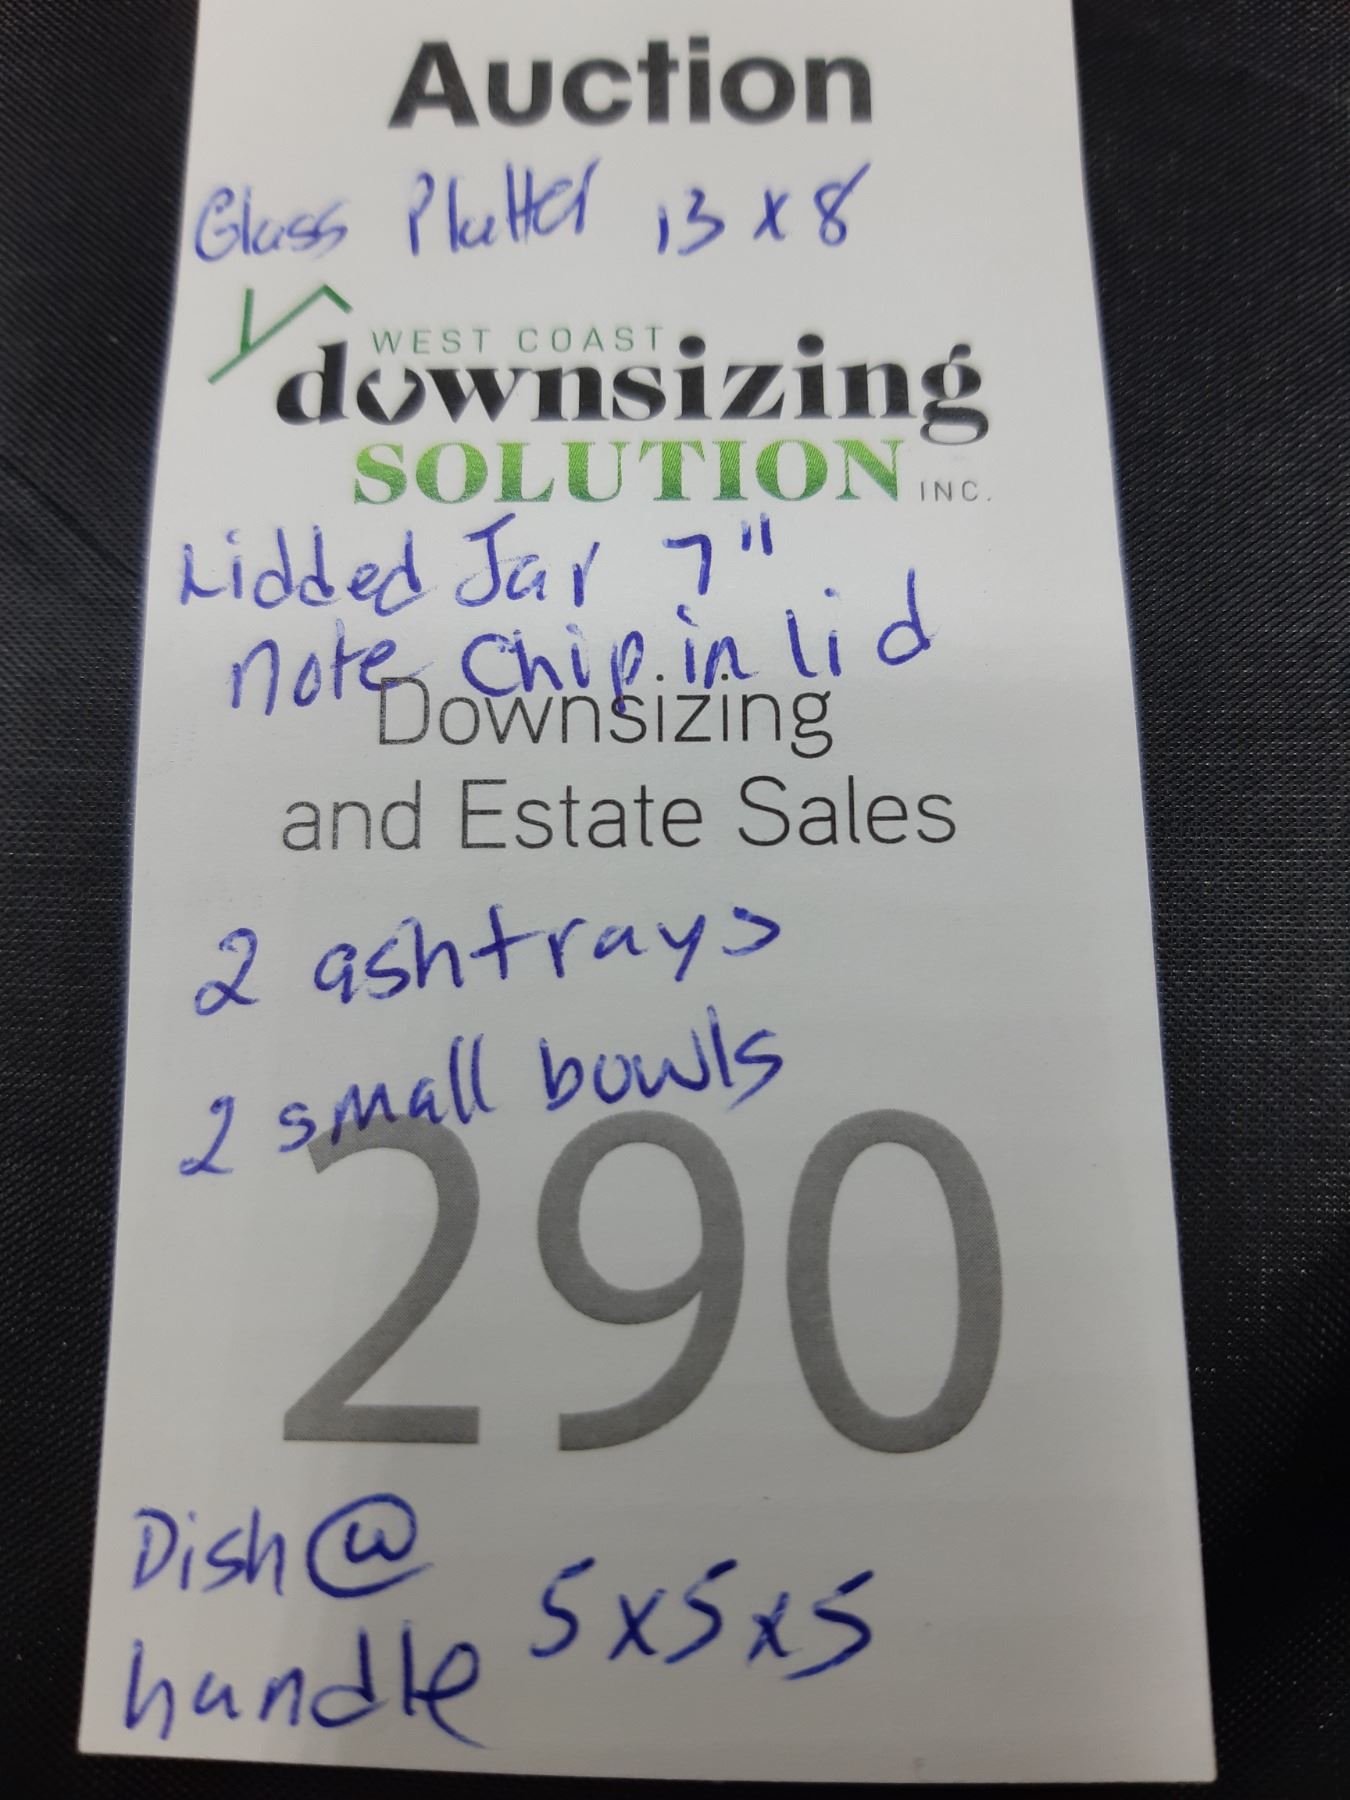 Auction
Glass Platter 13 x 8
WEST COAST
downsizing
SOLUTION INC.
Lidded Jar 7"
note Chip in lid
Downsizing
and Estate Sales
2 ashtrays
2 small bowls
290
Dish @
handle 5x5x5